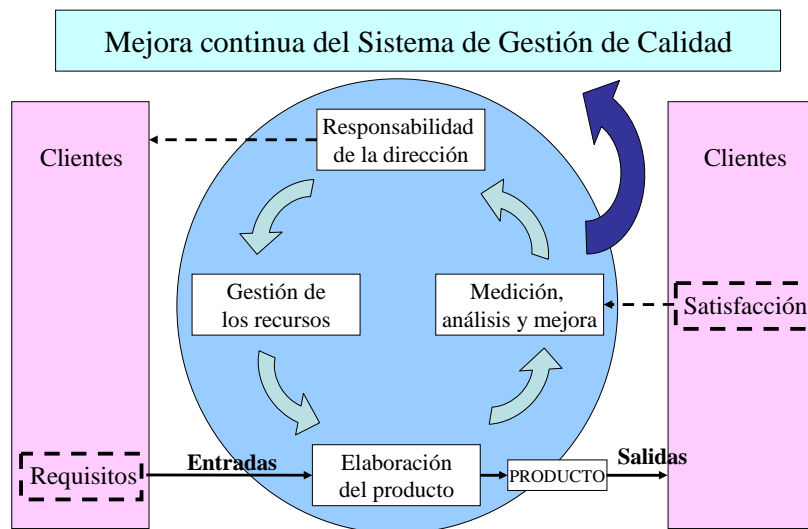 Mejora continua del Sistema de Gestión de Calidad
Clientes
Responsabilidad
de la dirección
Clientes
Gestión de
los recursos
Medición,
análisis y mejora
Satisfacción
Requisitos
Entradas
Elaboración
del producto
PRODUCTO
Salidas